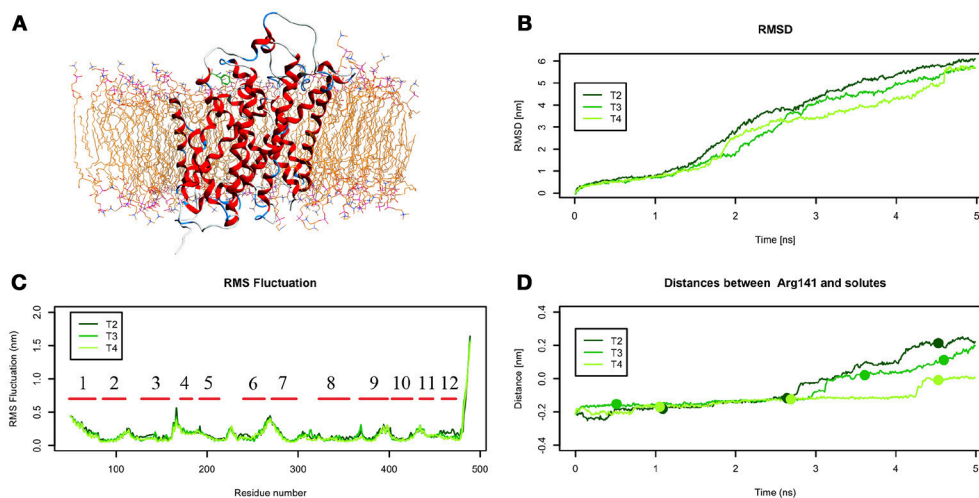 A
B
RMSD
RMSD [nm]
6
5
4
3
2
1
0
T2
T3
T4
0 1 2 3 4 5
Time [ns]
C
RMS Fluctuation
RMS Fluctuation (nm)
2.0
1.5
1.0
0.5
0.0
T2
T3
T4
1 2 3 4 5 6 7 8 9 10 11 12
100 200 300 400 500
Residue number
D
Distances between Arg141 and solutes
Distance [nm]
0.4
0.2
0.0
-0.2
-0.4
T2
T3
T4
0 1 2 3 4 5
Time (ns)